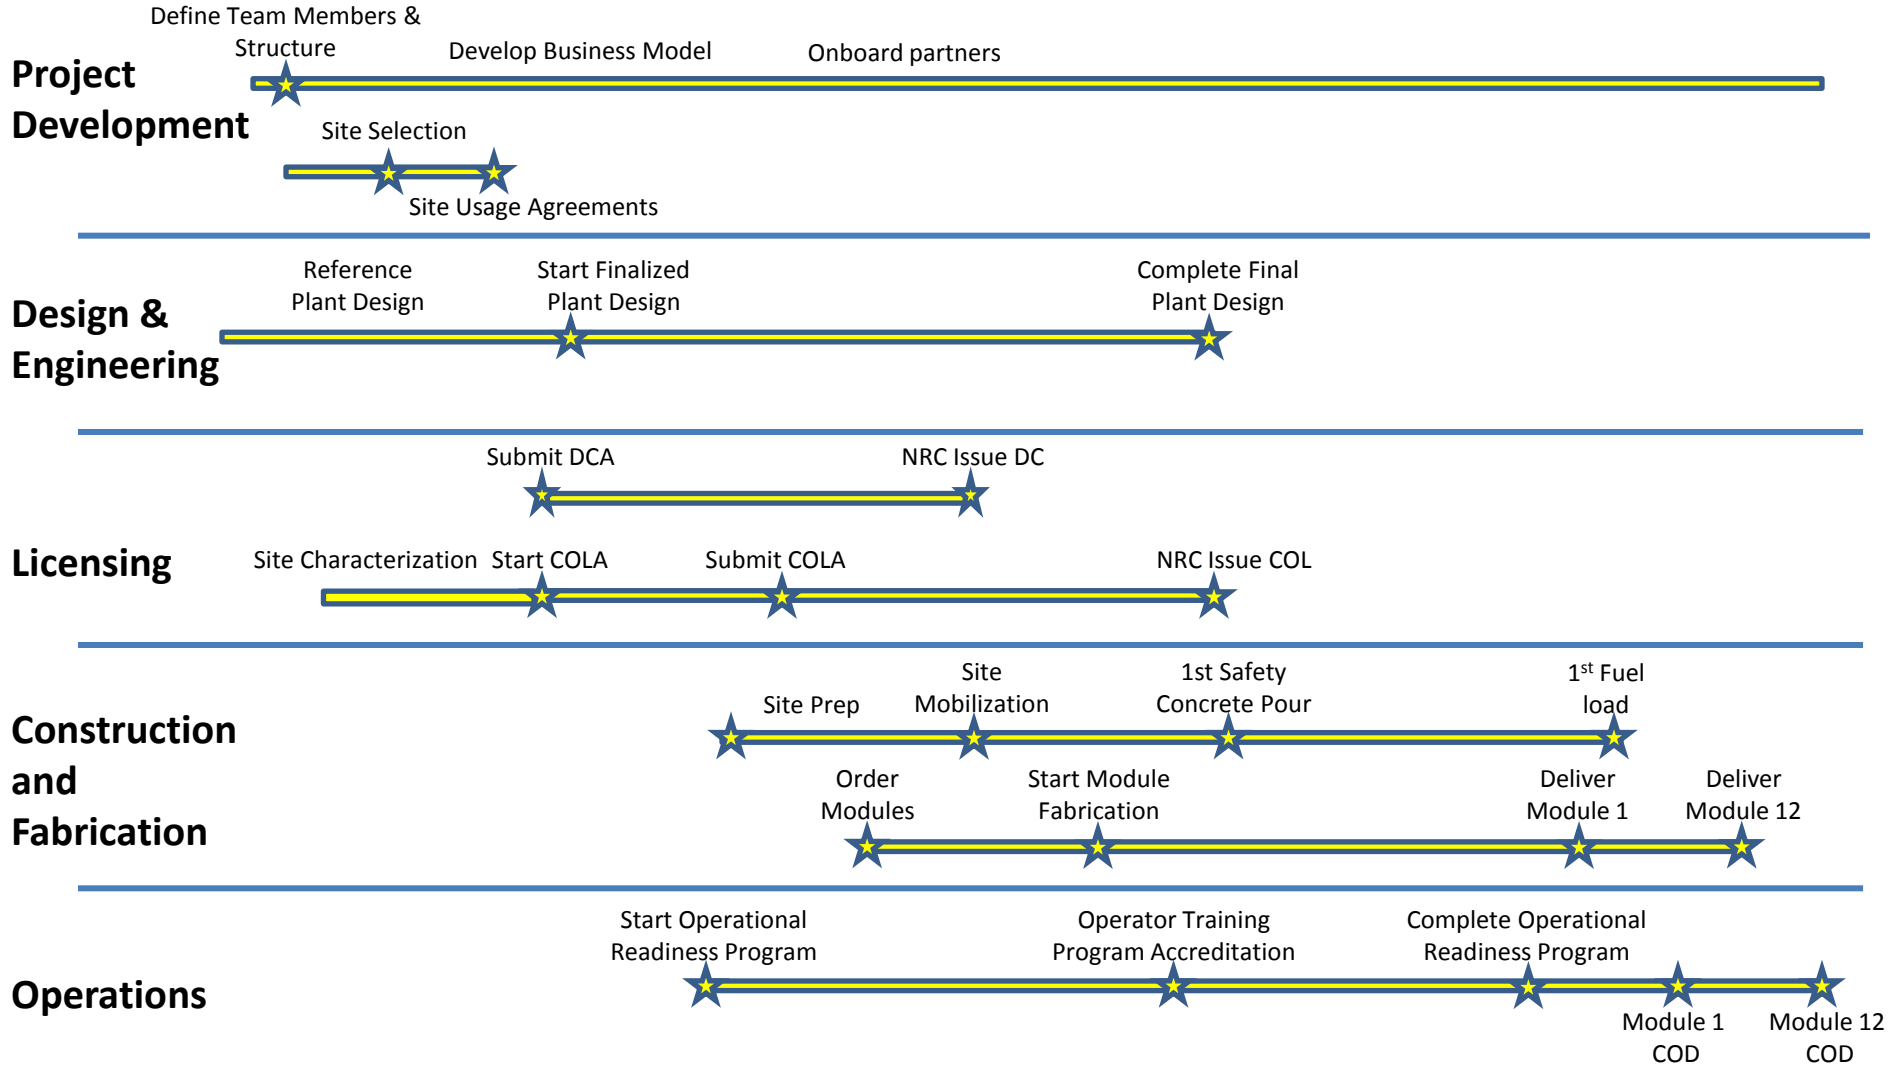 Define Team Members &
Structure
Develop Business Model
Onboard partners
Project
Development
Site Selection
Site Usage Agreements
Reference
Plant Design
Start Finalized
Plant Design
Complete Final
Plant Design
Design &
Engineering
Submit DCA
NRC Issue DC
Licensing
Site Characterization
Start COLA
Submit COLA
NRC Issue COL
Site Prep
Site
Mobilization
1st Safety
Concrete Pour
1st Fuel
load
Construction
and
Fabrication
Order
Modules
Start Module
Fabrication
Deliver
Module 1
Deliver
Module 12
Start Operational
Readiness Program
Operator Training
Program Accreditation
Complete Operational
Readiness Program
Operations
Module 1
COD
Module 12
COD